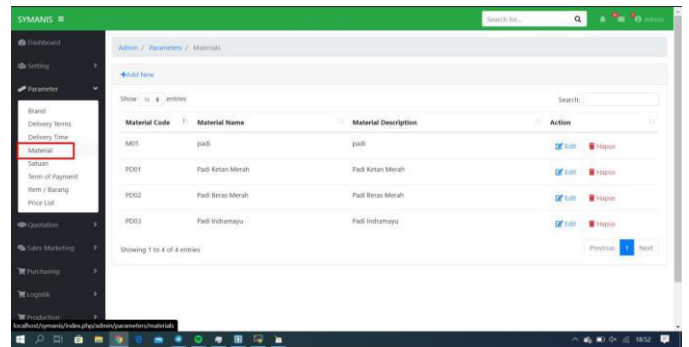 SYMANIS
Search for...
Admin
Dashboard
Admin / Parameters / Materials
Setting
Add New
Parameter
Show 10 entries
Search:
Brand
Delivery Terms
Delivery Time
Material
Satuan
Term of Payment
Item / Barang
Price List
Material Code Material Name Material Description Action
M01 padi padi Edit Hapus
PD01 Padi Ketan Merah Padi Ketan Merah Edit Hapus
PD02 Padi Beras Merah Padi Beras Merah Edit Hapus
PD03 Padi Indramayu Padi Indramayu Edit Hapus
Quotation
Showing 1 to 4 of 4 entries
Previous 1 Next
Sales Marketing
Purchasing
Logistik
Production
localhost/symanis/index.php/admin/parameters/materials
1852